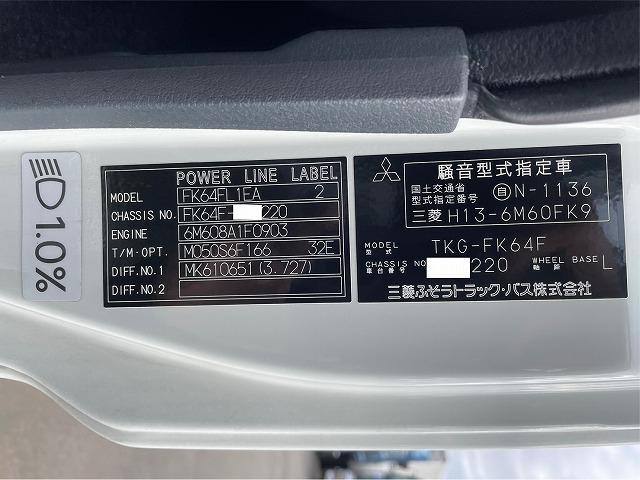 1.0%
POWER LINE LABEL
MODEL FK64FL1FA 2
CHASSIS NO. FK64F- 220
ENGINE 6M608A1F0903
T/M·OPT. M050S6F166 32E
DIFF.NO.1 MK610651(3.727)
DIFF.NO.2
騒音型式指定車
国土交通省
型式指定番号 自N-1136
三菱 H13-6M60FK9
MODEL
型式 TKG-FK64F
CHASSIS NO
車台番号 220 WHEEL BASE
軸距 L
三菱ふそうトラック・バス株式会社